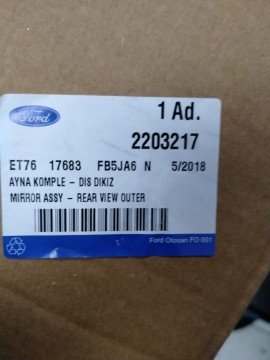 Ford
1 Ad.
2203217
ET76 17683 FB5JA6 N 5/2018
AYNA KOMPLE - DIS DIKIZ
MIRROR ASSY - REAR VIEW OUTER
Ford Otosan FO 001